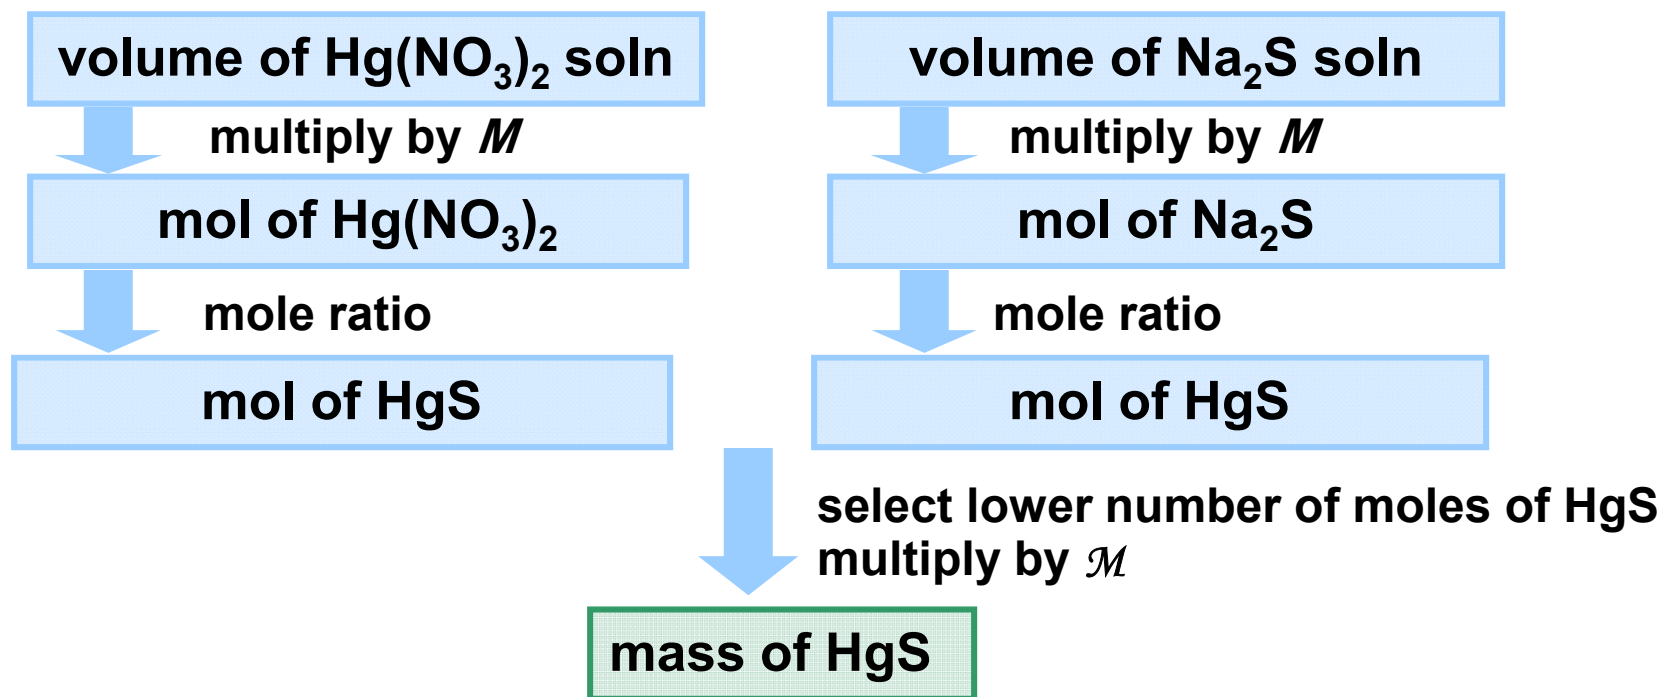 volume of Hg(NO₃)₂ soln
volume of Na₂S soln
multiply by M
multiply by M
mol of Hg(NO₃)₂
mol of Na₂S
mole ratio
mole ratio
mol of HgS
mol of HgS
select lower number of moles of HgS
multiply by ℳ
mass of HgS